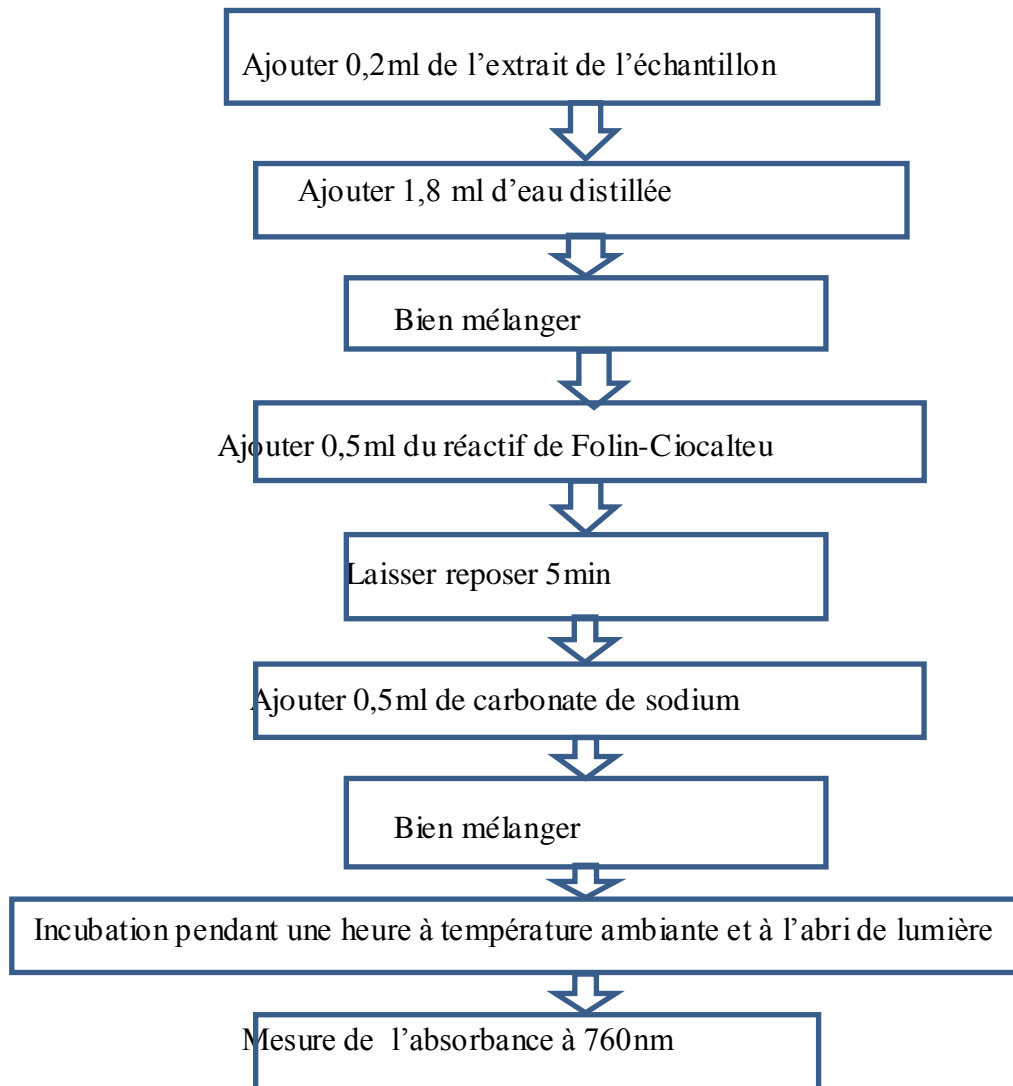 Ajouter 0,2ml de l’extrait de l’échantillon
Ajouter 1,8 ml d’eau distillée
Bien mélanger
Ajouter 0,5ml du réactif de Folin-Ciocalteu
Laisser reposer 5min
Ajouter 0,5ml de carbonate de sodium
Bien mélanger
Incubation pendant une heure à température ambiante et à l’abri de lumière
Mesure de l’absorbance à 760nm